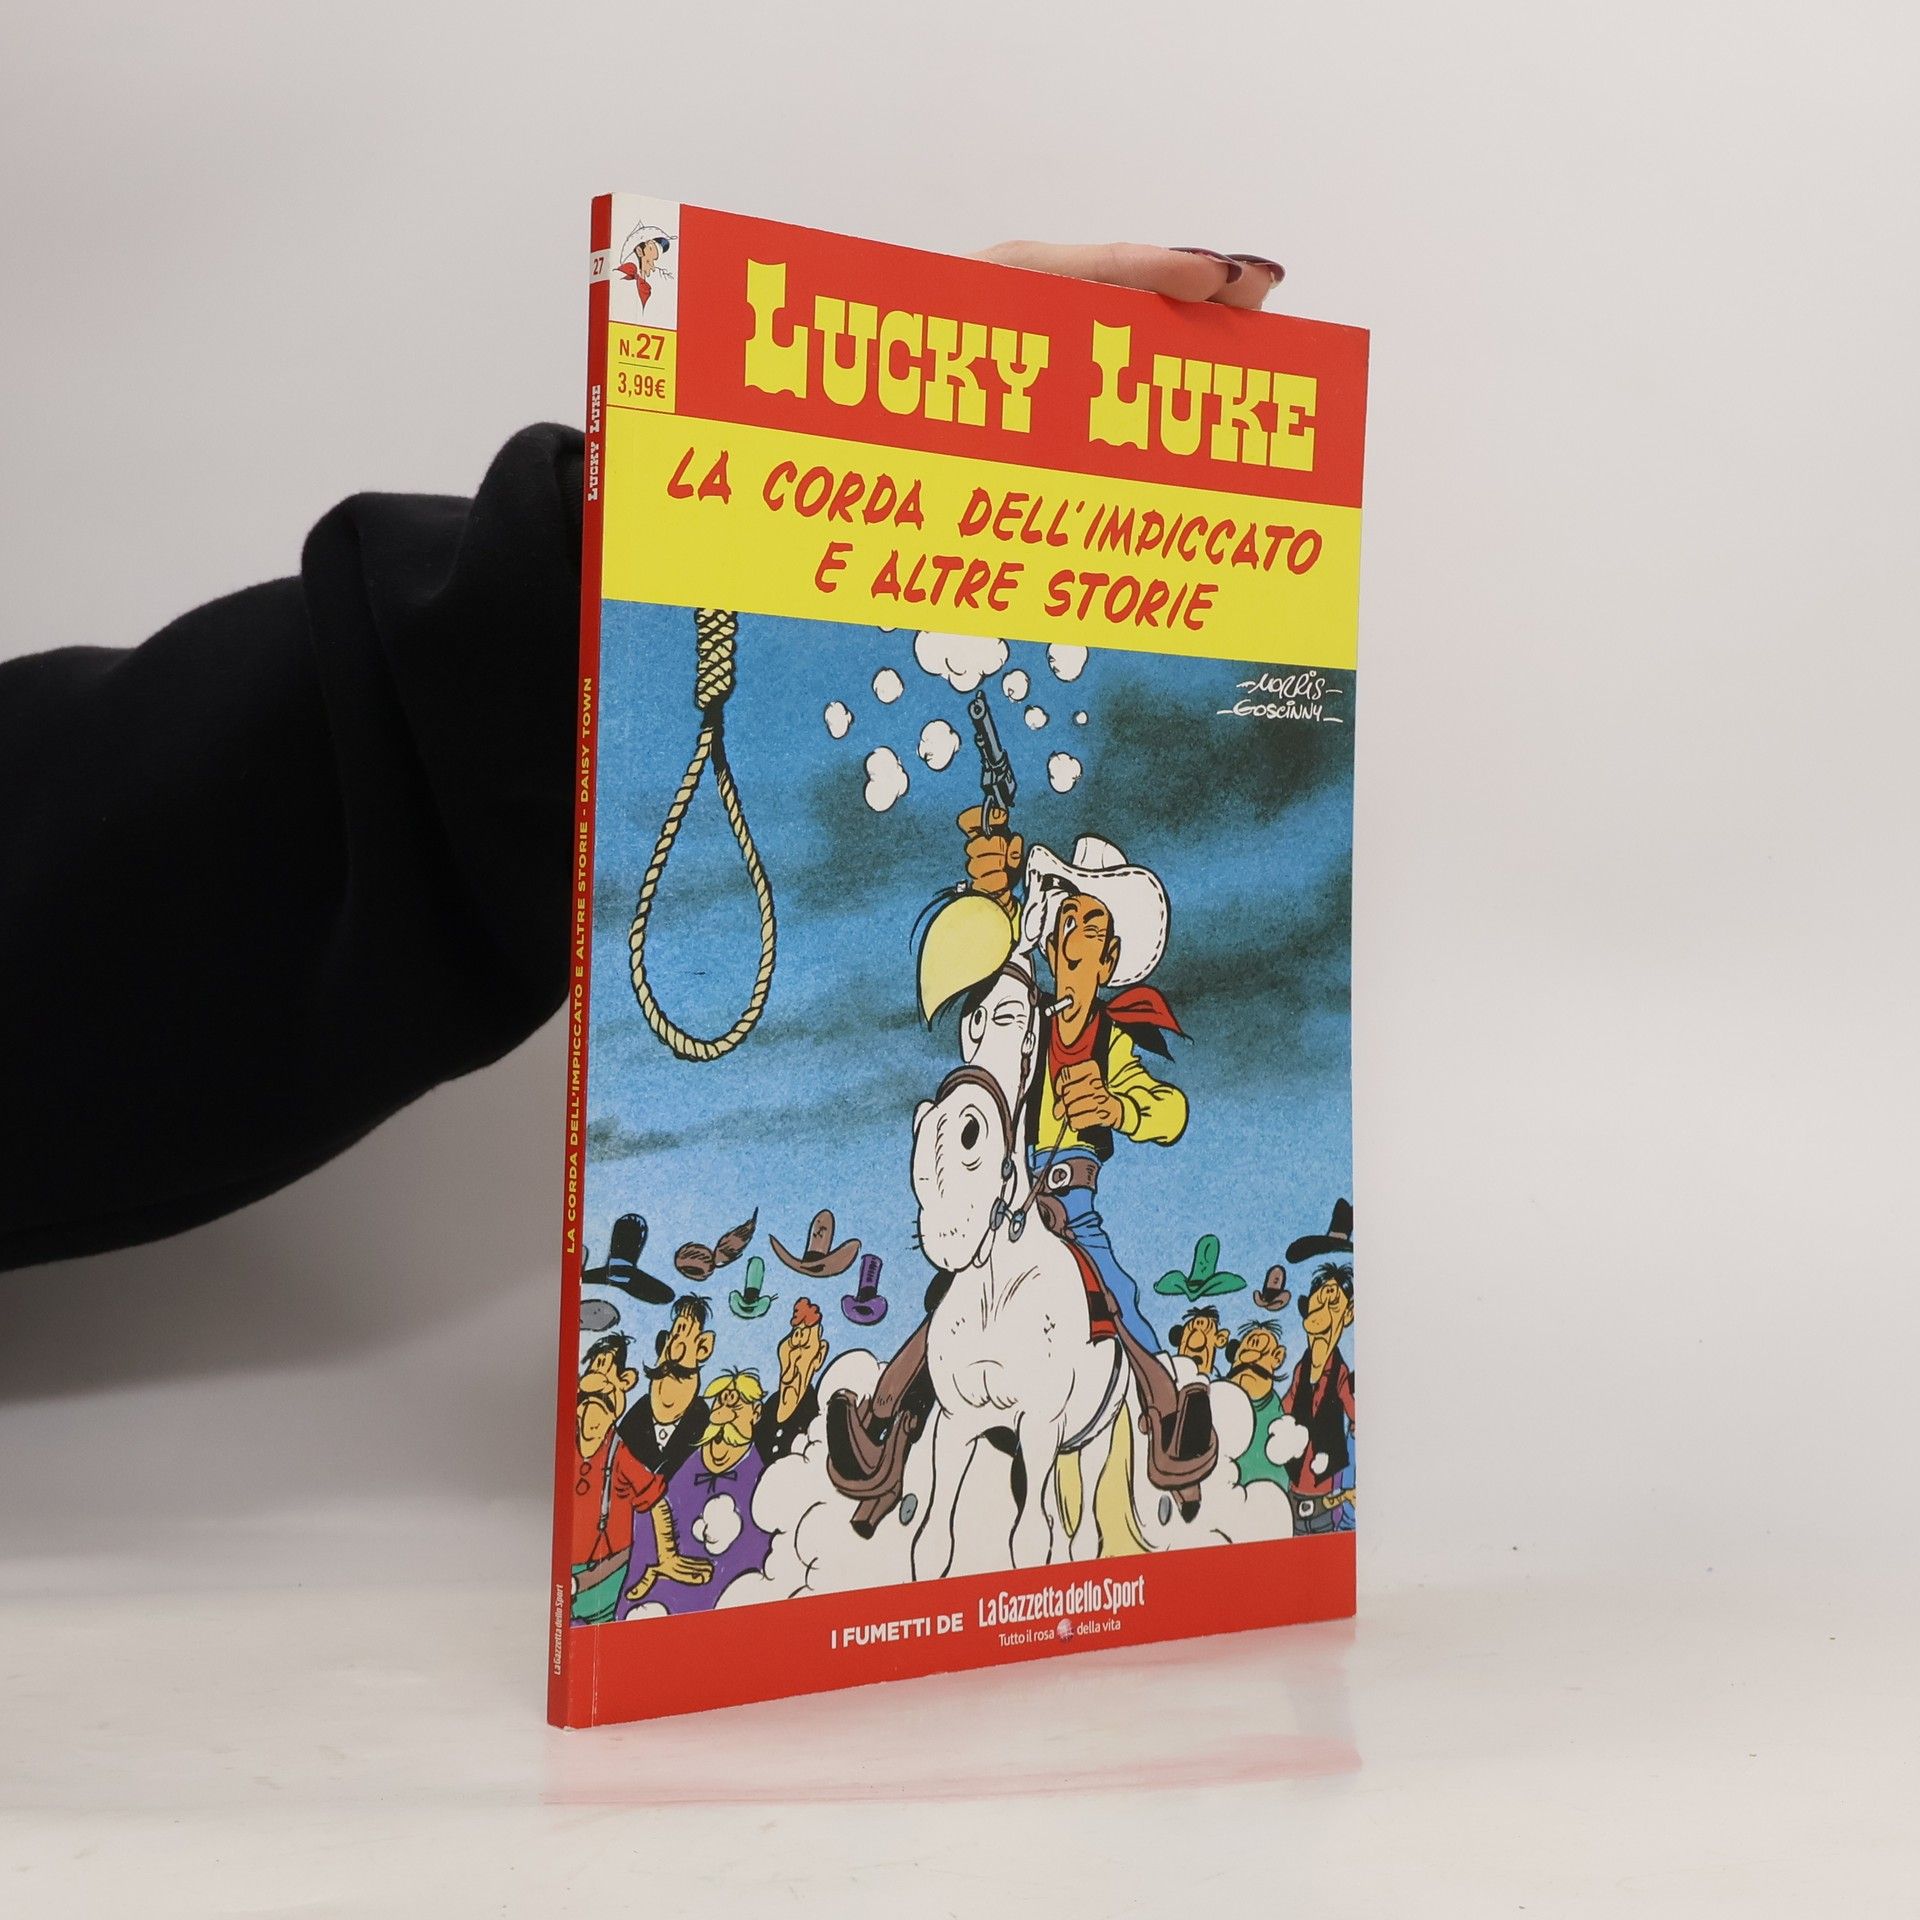 27
N.27
3,99€
LUCKY LUKE
LA CORDA DELL'IMPICCATO
E ALTRE STORIE
-MORRIS-
-GOSCINNY-
I FUMETTI DE La Gazzetta dello Sport
Tutto il rosa della vita
LUCKY LUKE
LA CORDA DELL'IMPICCATO E ALTRE STORIE - DAISY TOWN
La Gazzetta dello Sport